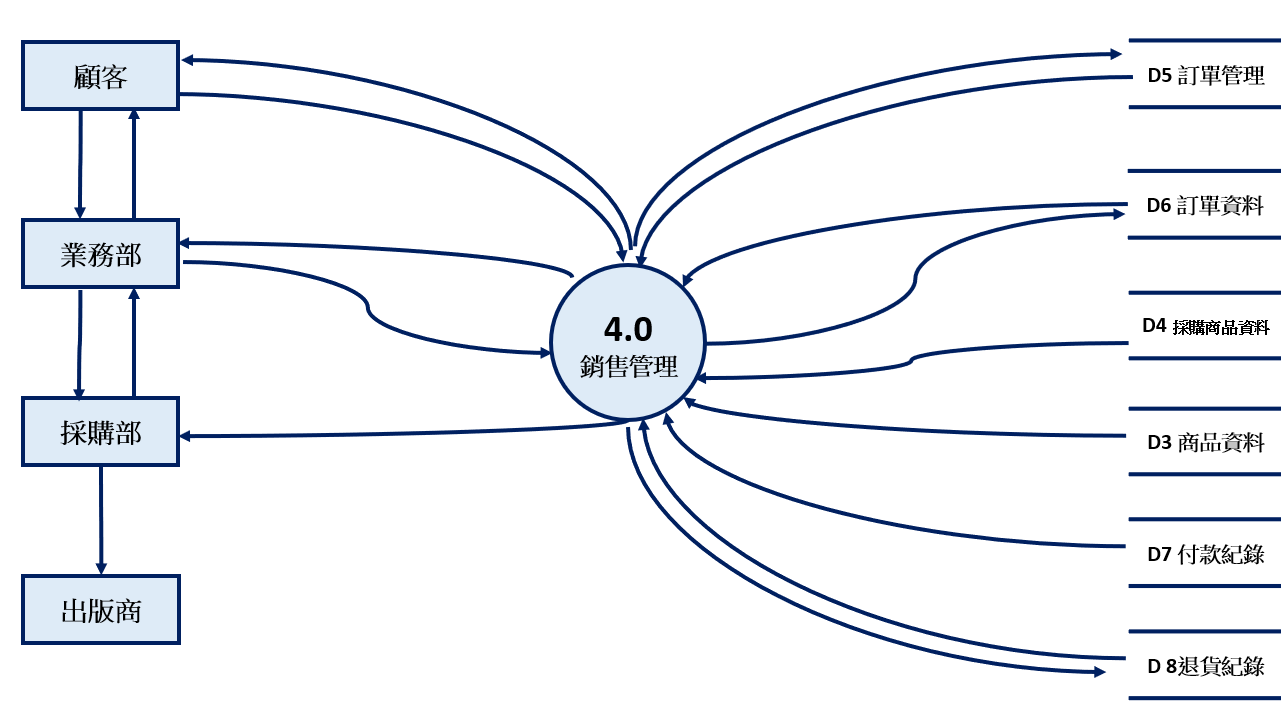 顧客
業務部
採購部
出版商
4.0
銷售管理
D5 訂單管理
D6 訂單資料
D4 採購商品資料
D3 商品資料
D7 付款紀錄
D 8退貨紀錄